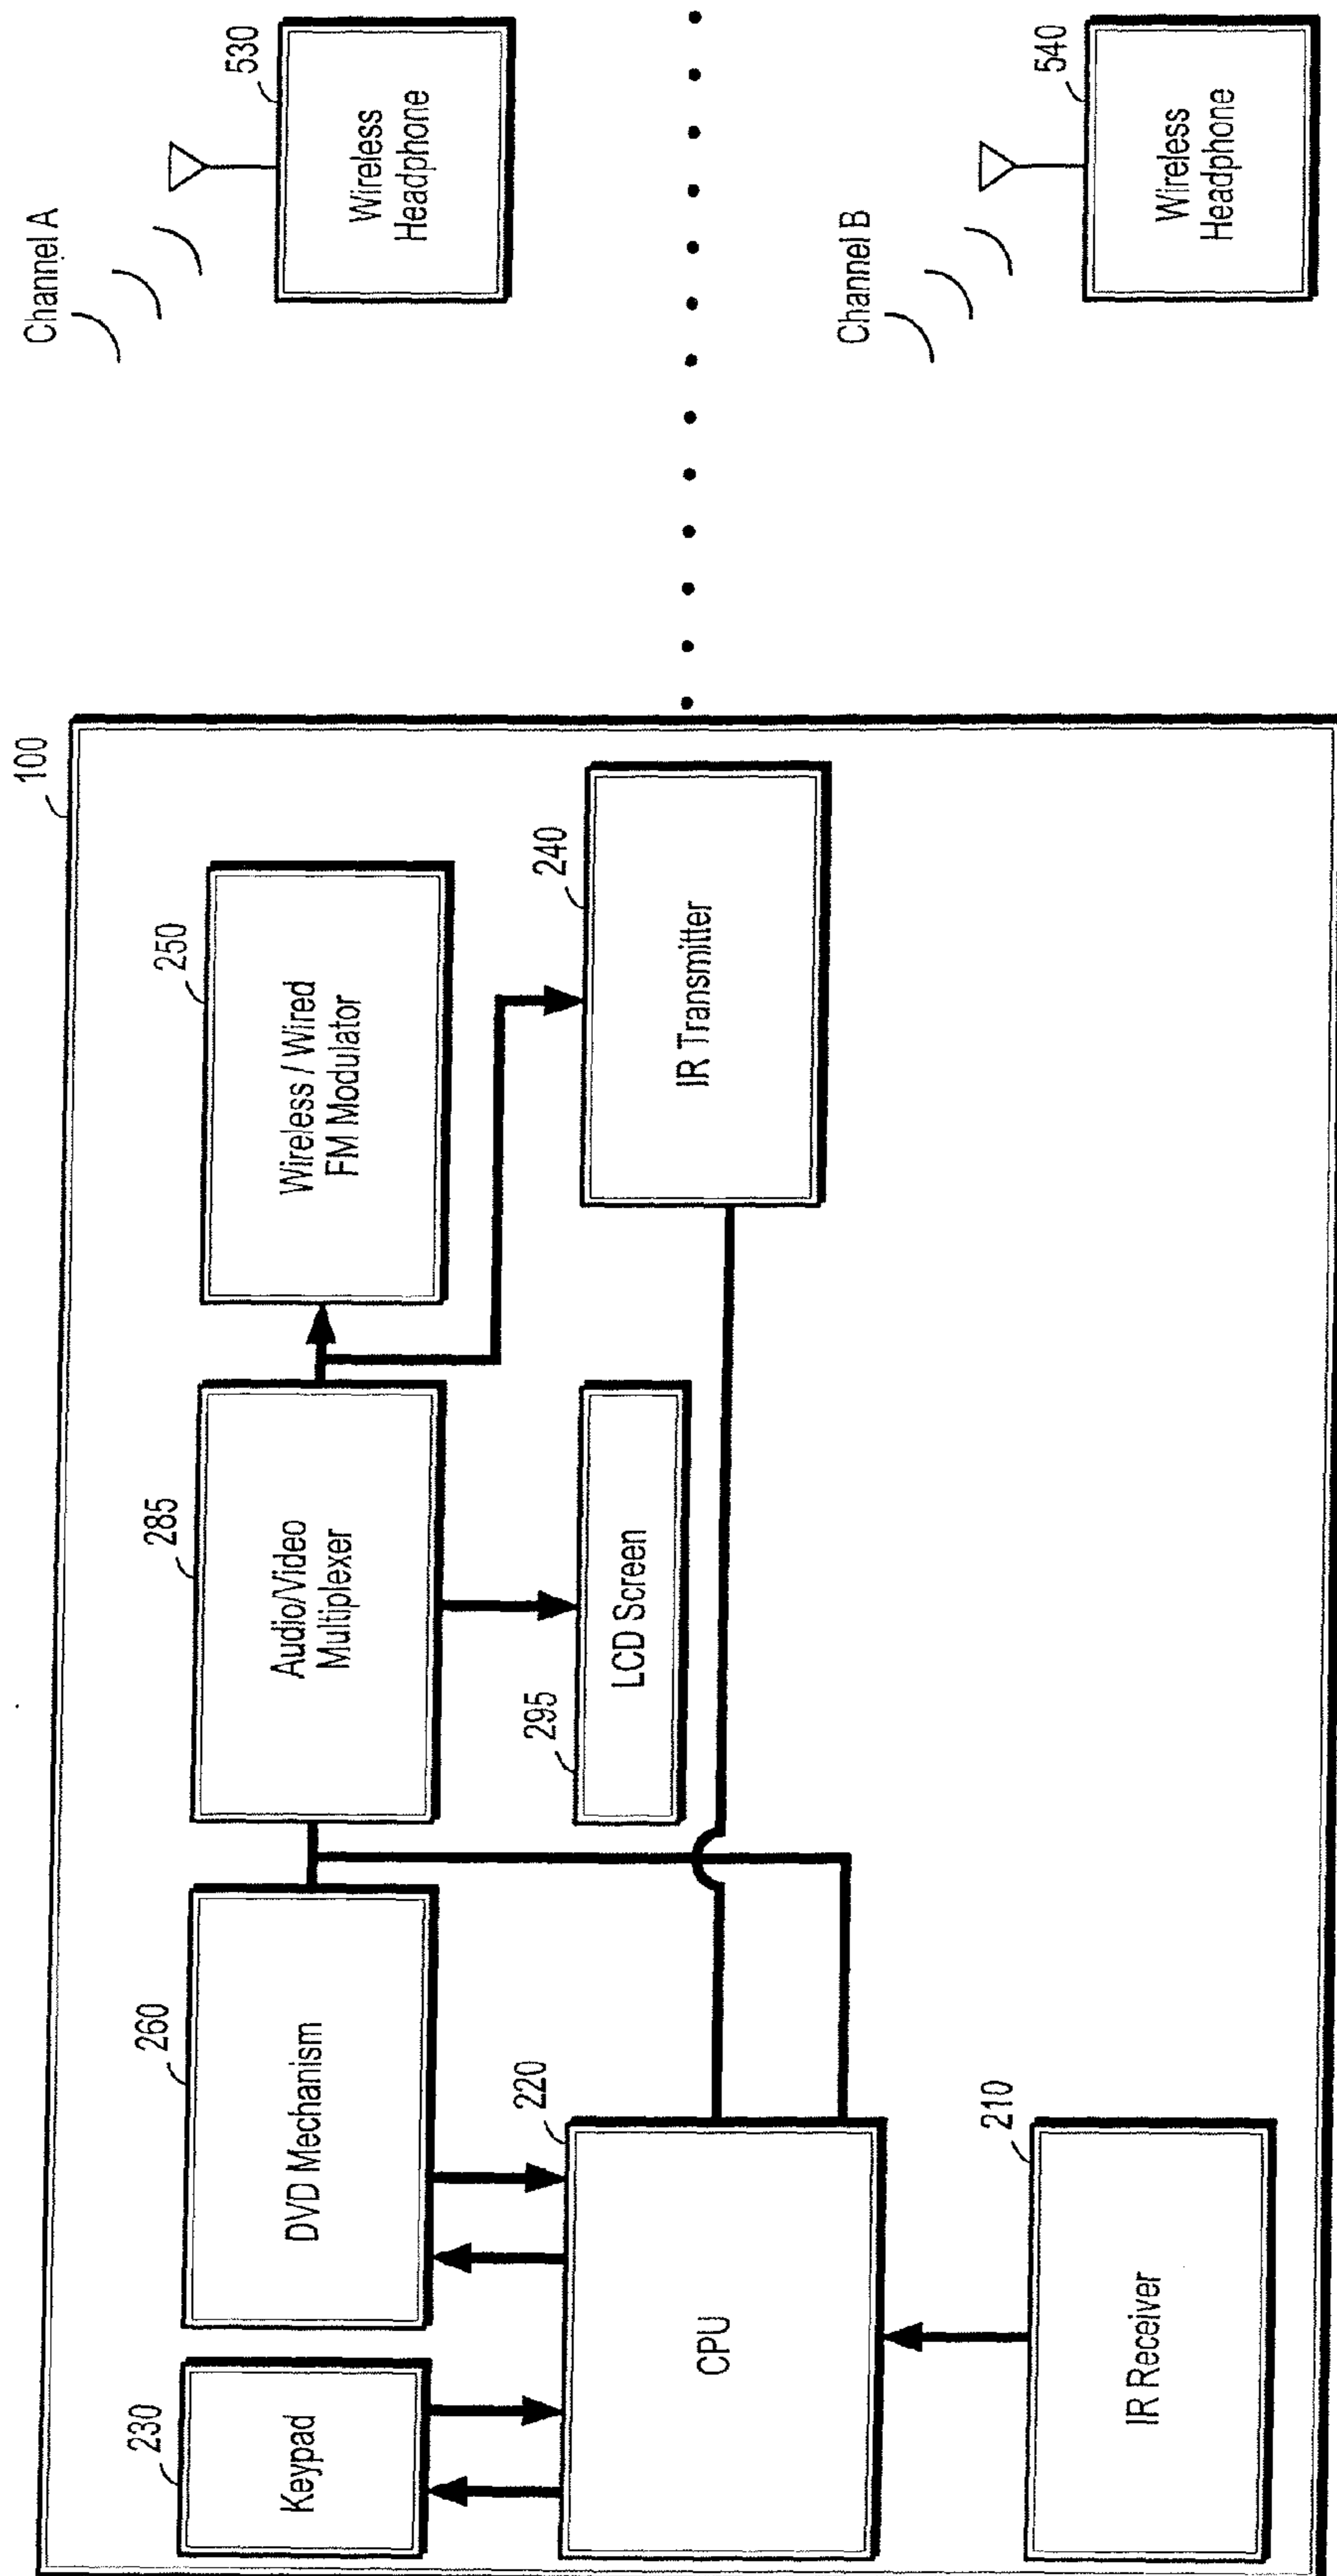 100
230
Keypad
260
DVD Mechanism
285
Audio/Video
Multiplexer
250
Wireless / Wired
FM Modulator
220
CPU
295
LCD Screen
240
IR Transmitter
210
IR Receiver
Channel A
530
Wireless
Headphone
Channel B
540
Wireless
Headphone